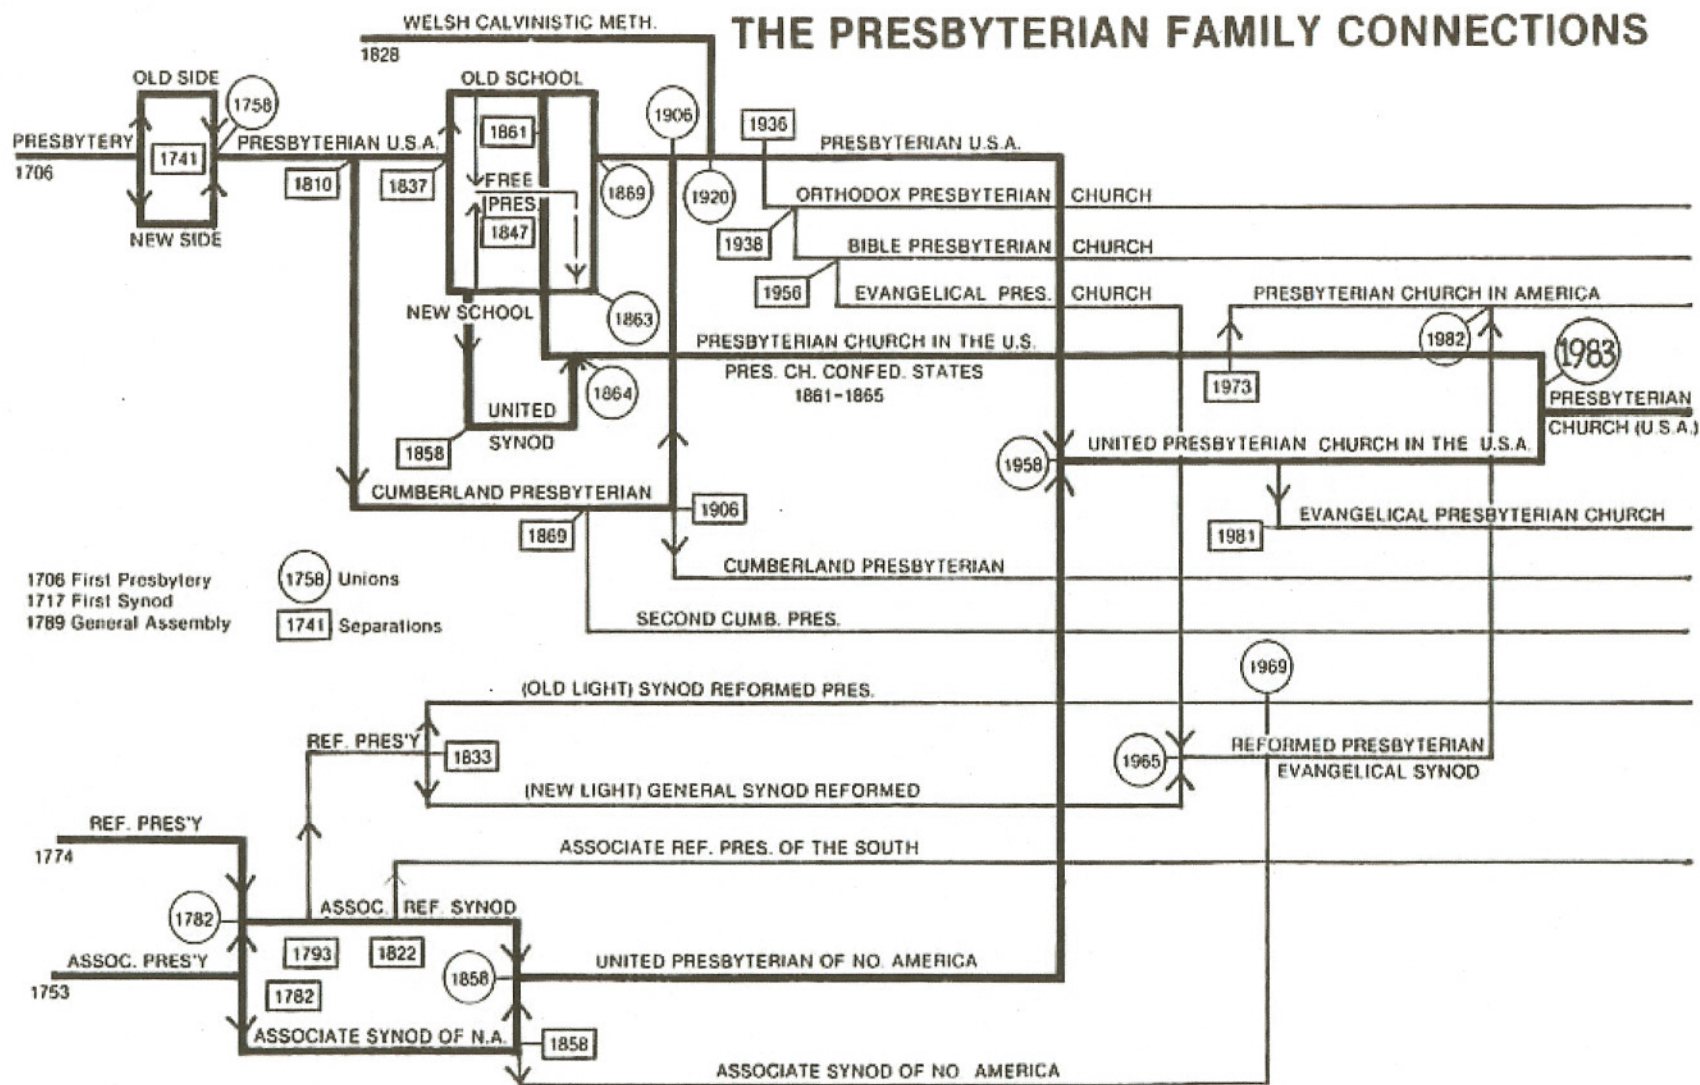 THE PRESBYTERIAN FAMILY CONNECTIONS
WELSH CALVINISTIC METH.
1828
OLD SIDE
1758
PRESBYTERY
1706
1741
NEW SIDE
PRESBYTERIAN U.S.A.
1810
1837
OLD SCHOOL
1861
FREE
PRES.
1847
NEW SCHOOL
1869
1863
1906
1920
1936
PRESBYTERIAN U.S.A.
ORTHODOX PRESBYTERIAN CHURCH
1938
BIBLE PRESBYTERIAN CHURCH
1956
EVANGELICAL PRES. CHURCH
PRESBYTERIAN CHURCH IN AMERICA
1982
1983
1973
PRESBYTERIAN CHURCH IN THE U.S.
PRES. CH. CONFED. STATES
1861-1865
1864
UNITED
SYNOD
1858
PRESBYTERIAN
CHURCH (U.S.A.)
1958
UNITED PRESBYTERIAN CHURCH IN THE U.S.A.
CUMBERLAND PRESBYTERIAN
1869
1906
1981
EVANGELICAL PRESBYTERIAN CHURCH
CUMBERLAND PRESBYTERIAN
1706 First Presbytery
1717 First Synod
1789 General Assembly
1758 Unions
1741 Separations
SECOND CUMB. PRES.
1969
(OLD LIGHT) SYNOD REFORMED PRES.
REF. PRES'Y
1833
1965
REFORMED PRESBYTERIAN
EVANGELICAL SYNOD
(NEW LIGHT) GENERAL SYNOD REFORMED
REF. PRES'Y
1774
ASSOCIATE REF. PRES. OF THE SOUTH
1782
ASSOC. REF. SYNOD
1793
1822
ASSOC. PRES'Y
1753
1782
1858
UNITED PRESBYTERIAN OF NO. AMERICA
ASSOCIATE SYNOD OF N.A.
1858
ASSOCIATE SYNOD OF NO AMERICA